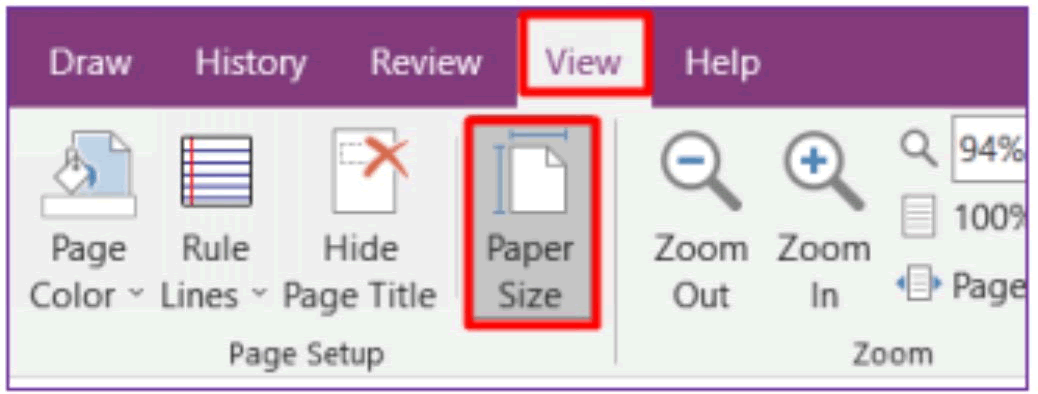 Draw History Review View Help
Page Color Rule Lines Hide Page Title Paper Size Zoom Out Zoom In 94%
100%
Page
Page Setup Zoom